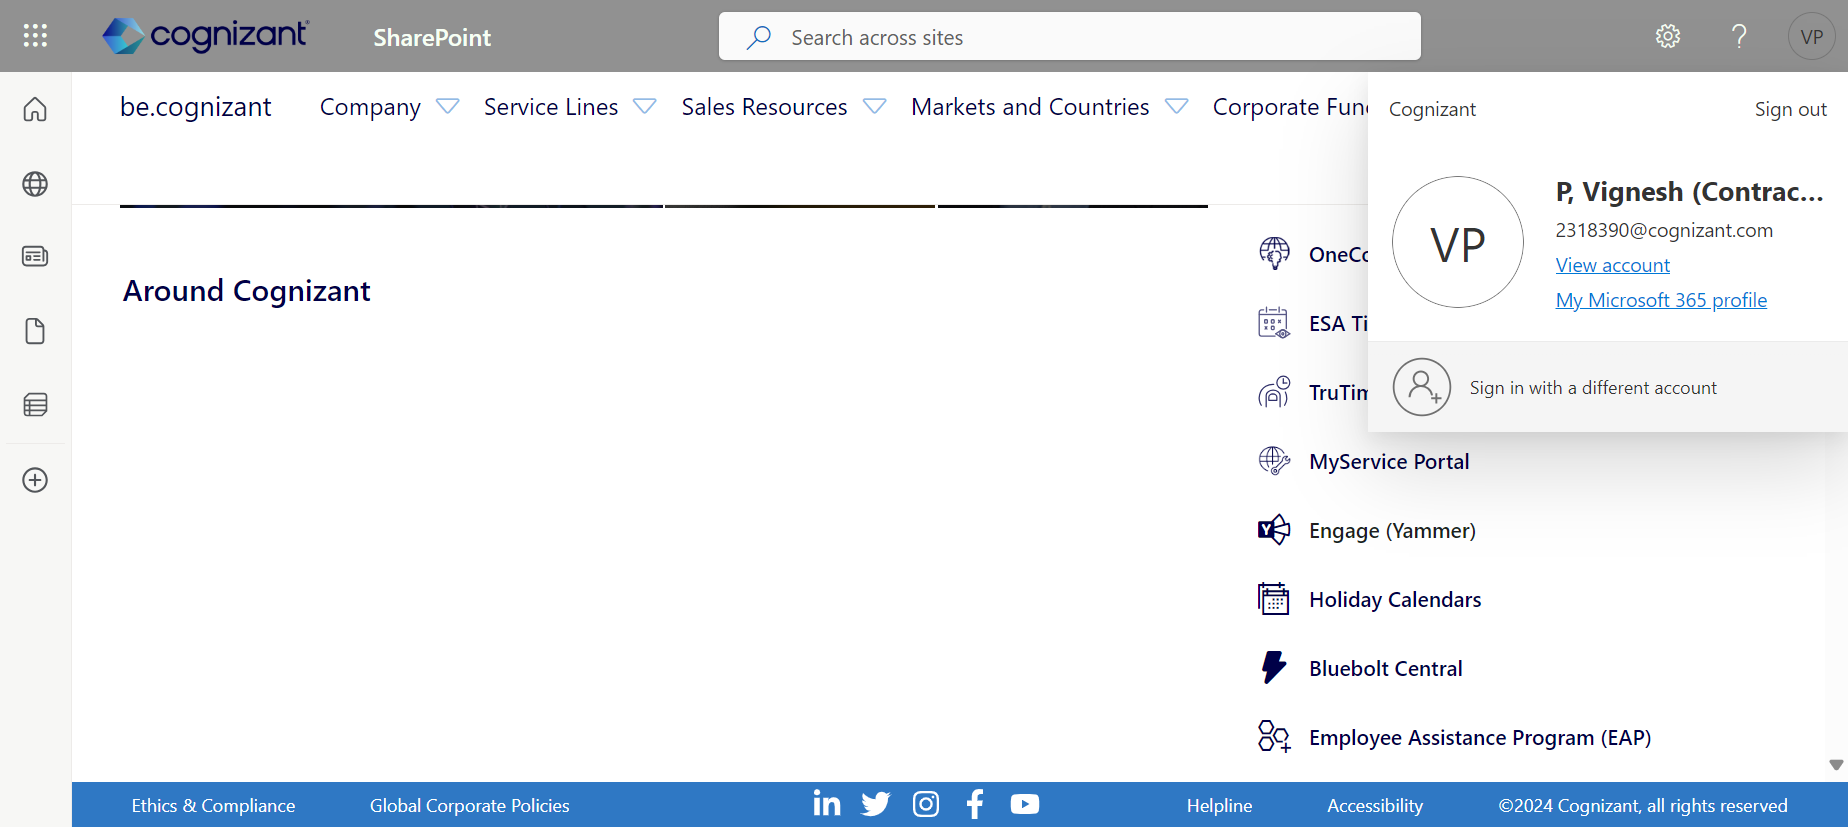 cognizant
SharePoint
Search across sites
VP
be.cognizant
Company
Service Lines
Sales Resources
Markets and Countries
Corporate Fun
Cognizant
Sign out
VP
P, Vignesh (Contrac...
2318390@cognizant.com
View account
My Microsoft 365 profile
Sign in with a different account
Around Cognizant
OneCo
ESA Ti
TruTim
MyService Portal
Y
Engage (Yammer)
Holiday Calendars
Bluebolt Central
Employee Assistance Program (EAP)
Ethics & Compliance
Global Corporate Policies
in
Helpline
Accessibility
©2024 Cognizant, all rights reserved